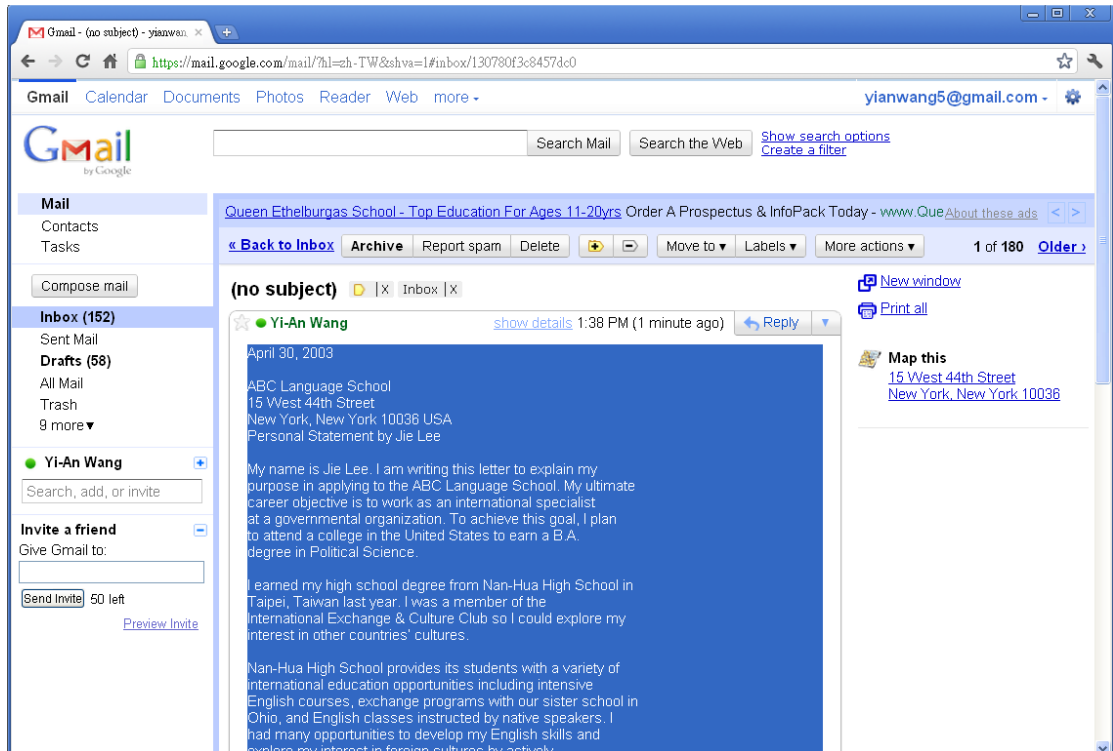 Gmail - (no subject) - yianwan
https://mail.google.com/mail/?hl=zh-TW&shva=1#inbox/130780f3c8457dc0
Gmail Calendar Documents Photos Reader Web more yianwang5@gmail.com
Gmail by Google
Search Mail Search the Web Show search options
Create a filter
Mail
Contacts
Tasks
Queen Ethelburgas School - Top Education For Ages 11-20yrs Order A Prospectus & InfoPack Today - www.Que About these ads < >
« Back to Inbox Archive Report spam Delete Move to ▾ Labels ▾ More actions ▾ 1 of 180 Older ›
Compose mail
(no subject) X Inbox X
New window
Print all
Inbox (152)
Sent Mail
Drafts (58)
All Mail
Trash
9 more▾
Yi-An Wang show details 1:38 PM (1 minute ago) Reply
Map this
15 West 44th Street
New York, New York 10036
Yi-An Wang
Search, add, or invite
Invite a friend
Give Gmail to:
Send Invite 50 left
Preview Invite
April 30, 2003
ABC Language School
15 West 44th Street
New York, New York 10036 USA
Personal Statement by Jie Lee
My name is Jie Lee. I am writing this letter to explain my
purpose in applying to the ABC Language School. My ultimate
career objective is to work as an international specialist
at a governmental organization. To achieve this goal, I plan
to attend a college in the United States to earn a B.A.
degree in Political Science.
I earned my high school degree from Nan-Hua High School in
Taipei, Taiwan last year. I was a member of the
International Exchange & Culture Club so I could explore my
interest in other countries' cultures.
Nan-Hua High School provides its students with a variety of
international education opportunities including intensive
English courses, exchange programs with our sister school in
Ohio, and English classes instructed by native speakers. I
had many opportunities to develop my English skills and
explore my interest in foreign cultures by actively